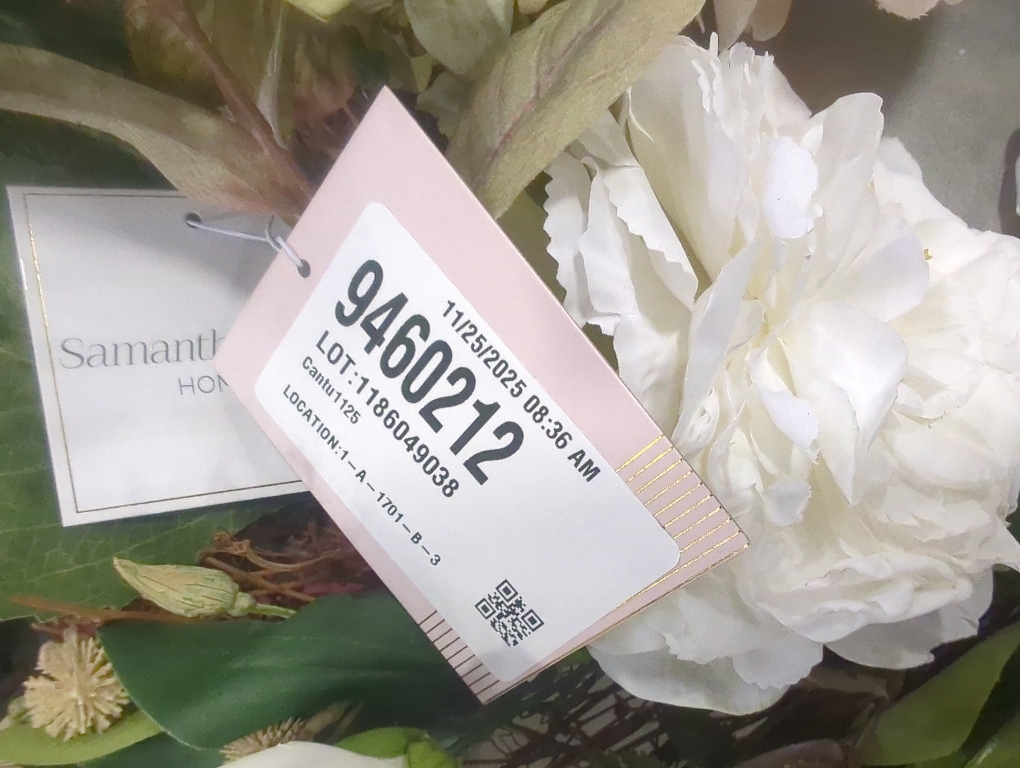 Samanth
HOM
11/25/2025 08:36 AM
9460212
LOT:1186049038
Cantu1125
LOCATION:1-A-1701-B-3